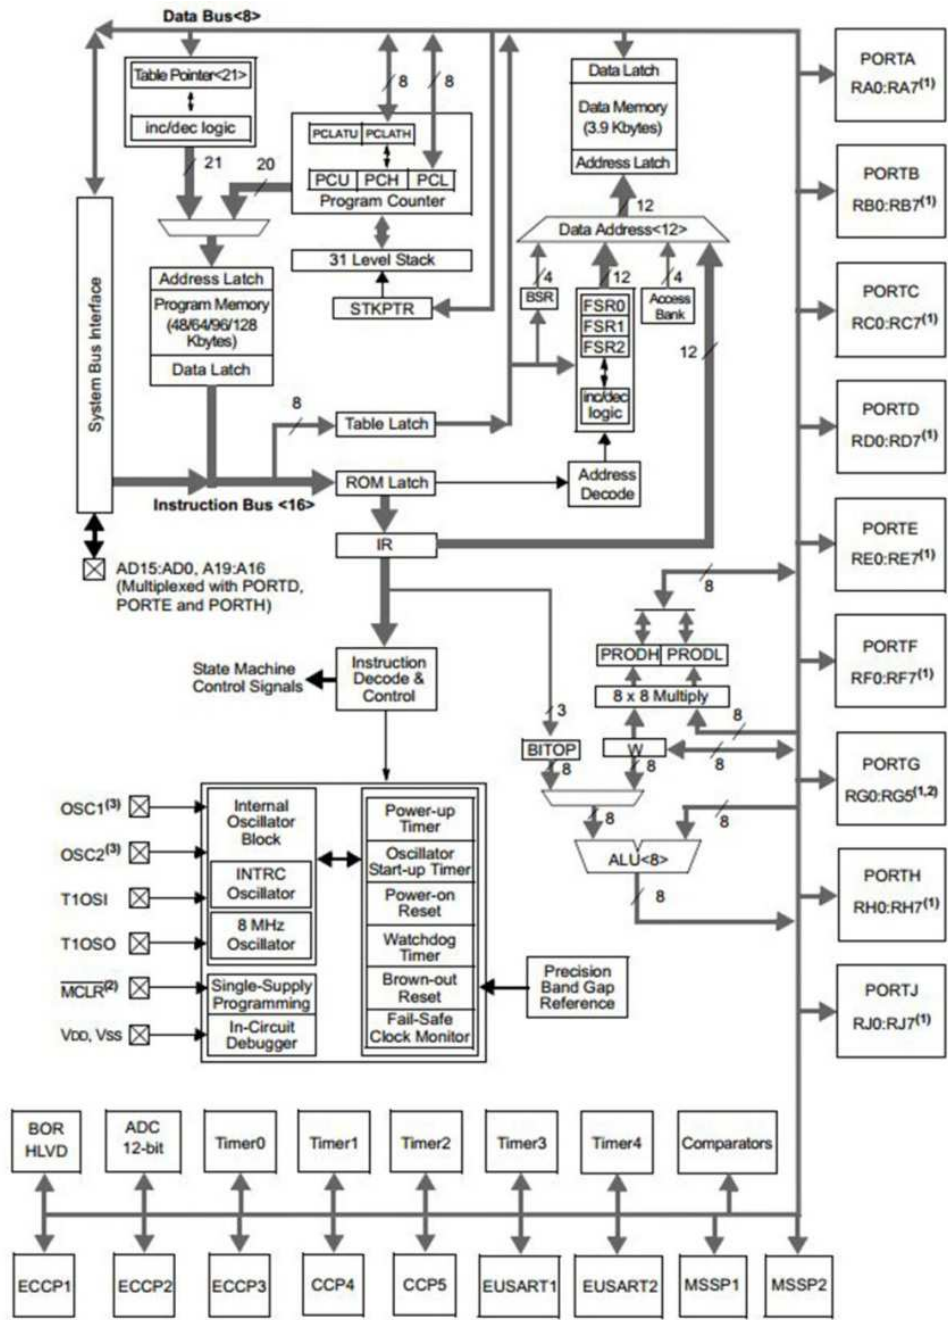 Data Bus<8>
Table Pointer<21>
inc/dec logic
21
20
8
8
PCLATU PCLATH
PCU PCH PCL
Program Counter
31 Level Stack
STKPTR
System Bus Interface
Address Latch
Program Memory
(48/64/96/128
Kbytes)
Data Latch
8
Table Latch
Instruction Bus <16>
ROM Latch
IR
AD15:AD0, A19:A16
(Multiplexed with PORTD,
PORTE and PORTH)
Data Latch
Data Memory
(3.9 Kbytes)
Address Latch
12
Data Address<12>
4
12
4
BSR
FSR0
FSR1
FSR2
inc/dec
logic
Access
Bank
12
Address
Decode
State Machine
Control Signals
Instruction
Decode &
Control
8
PRODH PRODL
8 x 8 Multiply
8
3
BITOP
W
8
8
8
8
8
ALU<8>
8
OSC1(3)
OSC2(3)
T1OSI
T1OSO
MCLR(2)
VDD, VSS
Internal
Oscillator
Block
INTRC
Oscillator
8 MHz
Oscillator
Single-Supply
Programming
In-Circuit
Debugger
Power-up
Timer
Oscillator
Start-up Timer
Power-on
Reset
Watchdog
Timer
Brown-out
Reset
Fail-Safe
Clock Monitor
Precision
Band Gap
Reference
PORTA
RA0:RA7(1)
PORTB
RB0:RB7(1)
PORTC
RC0:RC7(1)
PORTD
RD0:RD7(1)
PORTE
RE0:RE7(1)
PORTF
RF0:RF7(1)
PORTG
RG0:RG5(1,2)
PORTH
RH0:RH7(1)
PORTJ
RJ0:RJ7(1)
BOR
HLVD
ADC
12-bit
Timer0
Timer1
Timer2
Timer3
Timer4
Comparators
ECCP1
ECCP2
ECCP3
CCP4
CCP5
EUSART1
EUSART2
MSSP1
MSSP2